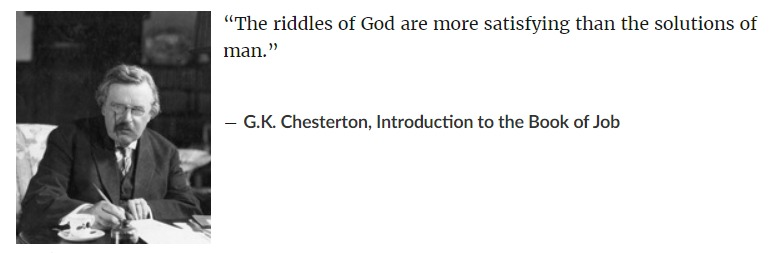 “The riddles of God are more satisfying than the solutions of
man.”
— G.K. Chesterton, Introduction to the Book of Job